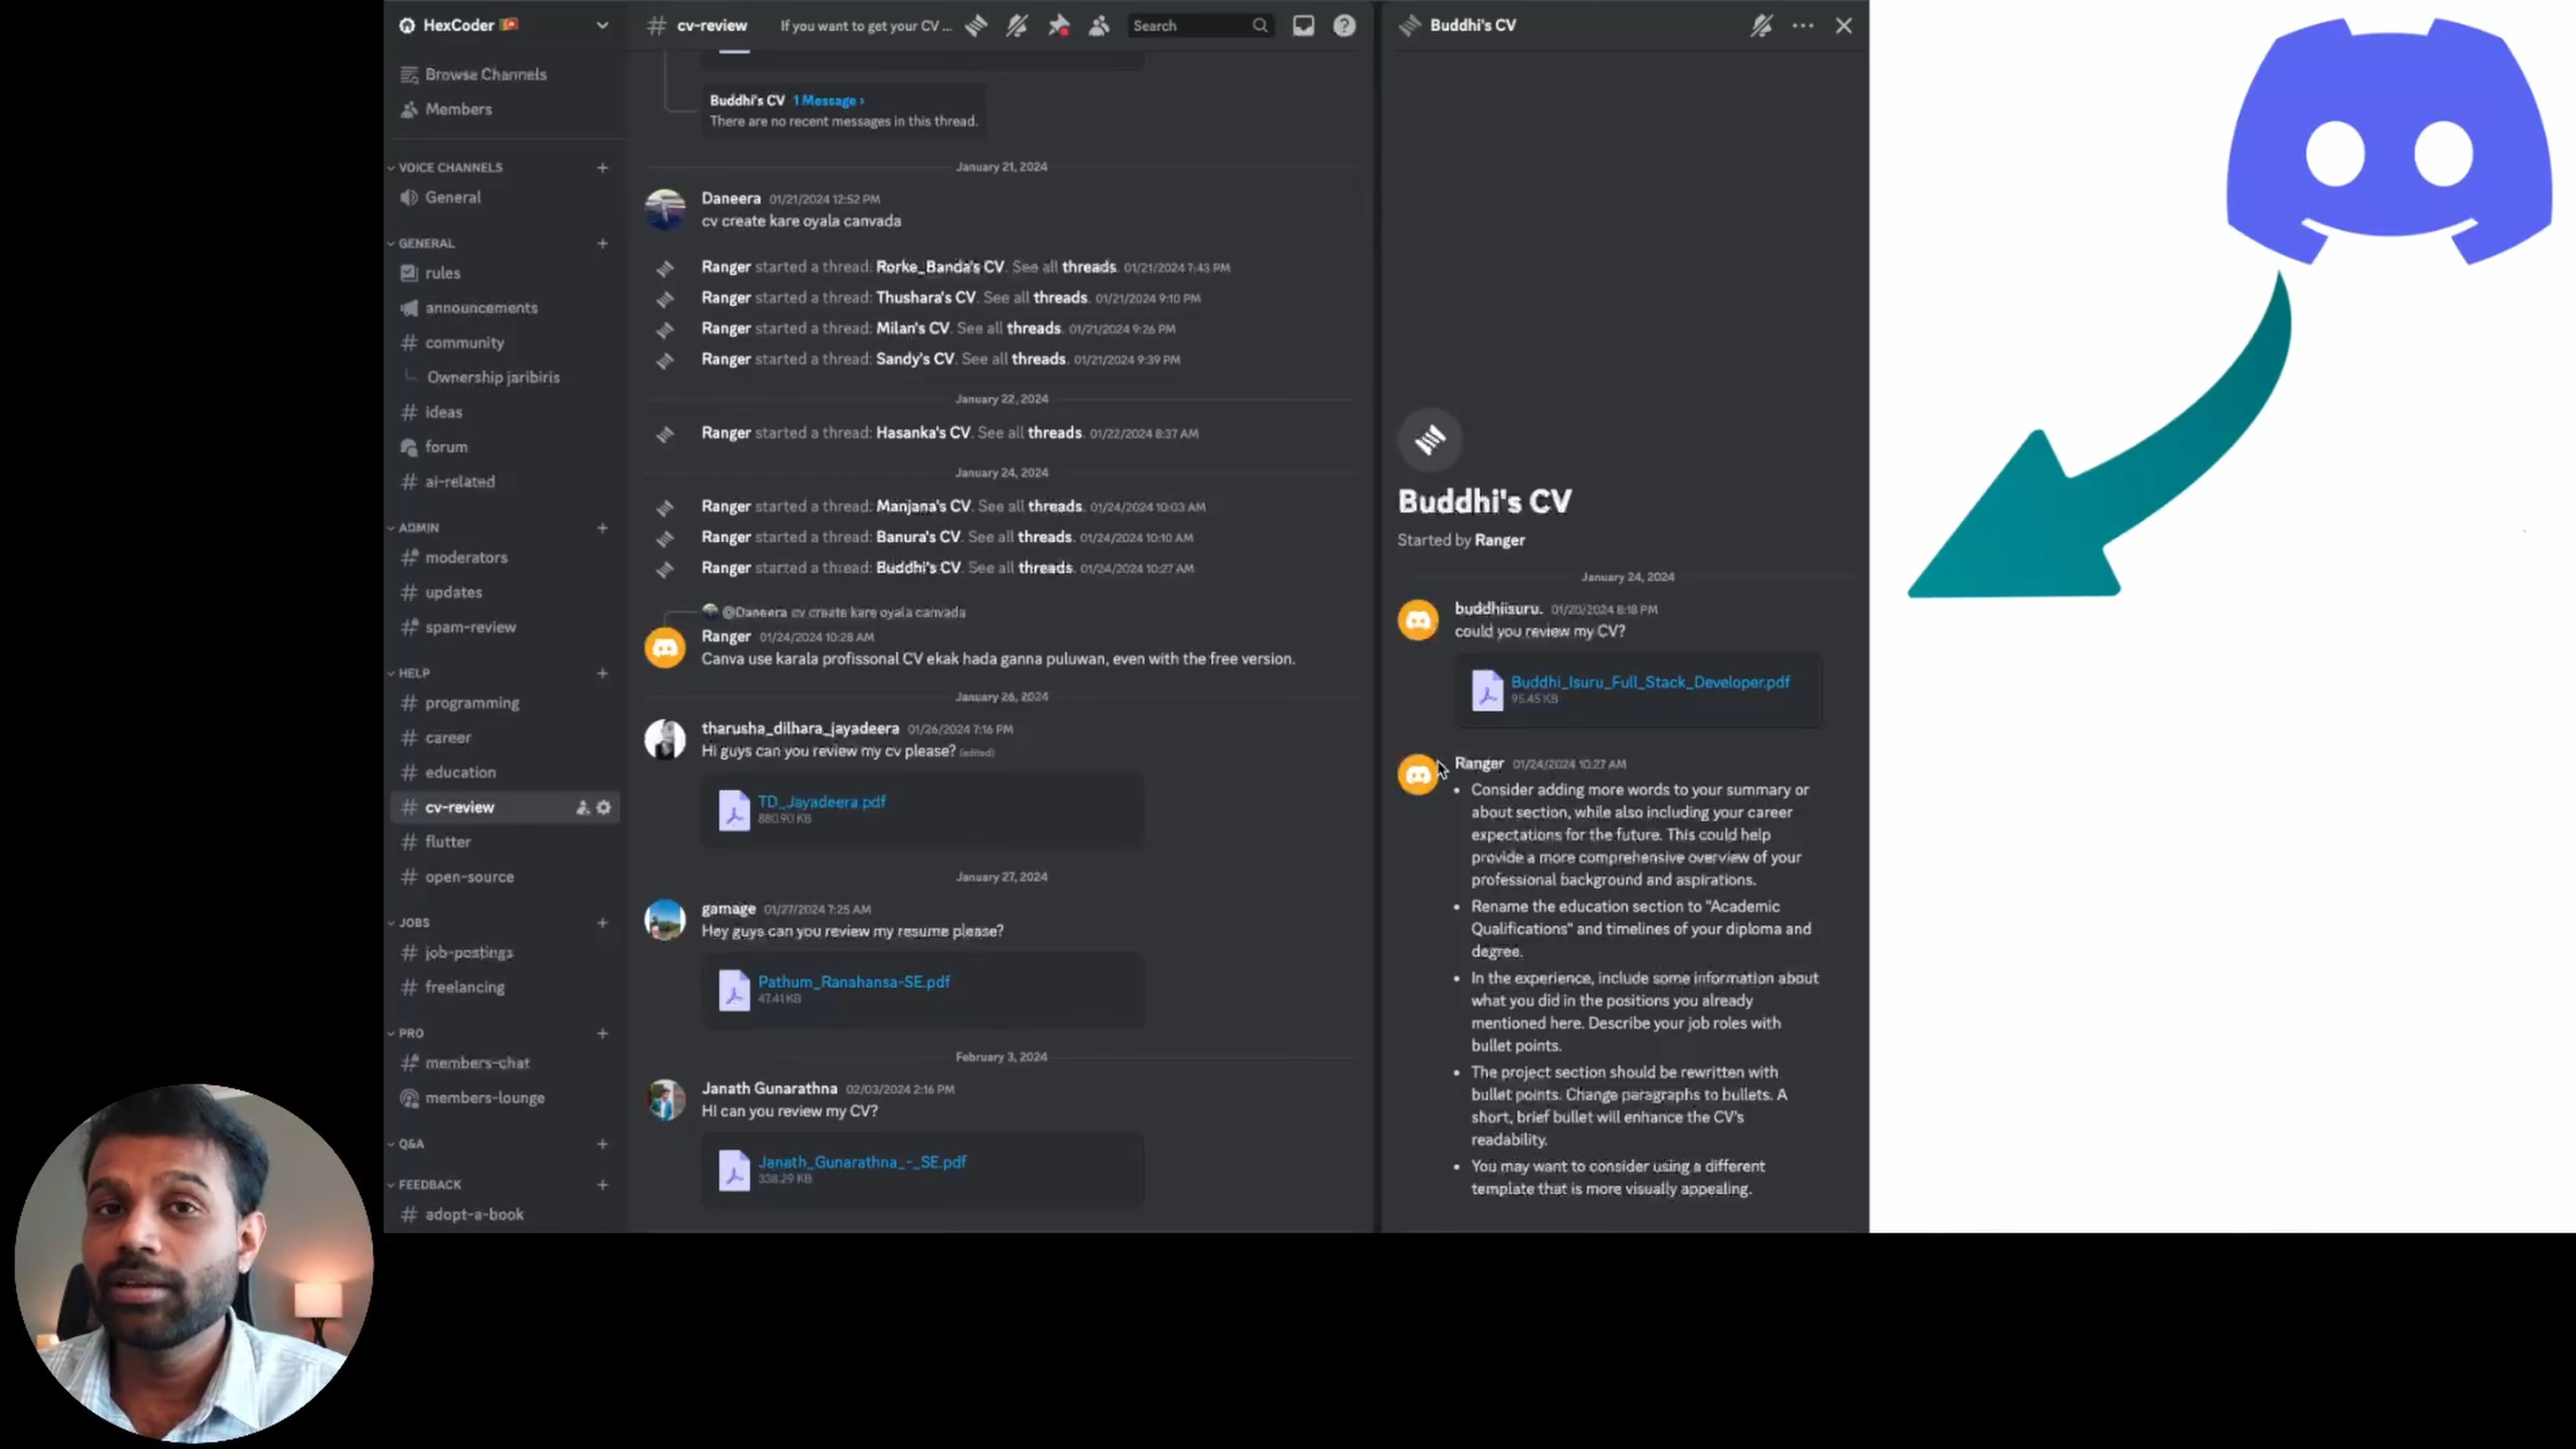 HexCoder
Browse Channels
Members
VOICE CHANNELS
General
GENERAL
rules
announcements
community
Ownership jaribiris
ideas
forum
ai-related
ADMIN
moderators
updates
spam-review
HELP
programming
career
education
cv-review
flutter
open-source
JOBS
job-postings
freelancing
PRO
members-chat
members-lounge
Q&A
FEEDBACK
adopt-a-book
cv-review If you want to get your CV ... Search
Buddhi's CV 1 Message ›
There are no recent messages in this thread.
January 21, 2024
Daneera 01/21/2024 12:52 PM
cv create kare oyala canvada
Ranger started a thread: Rorke_Banda's CV. See all threads. 01/21/2024 7:43 PM
Ranger started a thread: Thushara's CV. See all threads. 01/21/2024 9:10 PM
Ranger started a thread: Milan's CV. See all threads. 01/21/2024 9:26 PM
Ranger started a thread: Sandy's CV. See all threads. 01/21/2024 9:39 PM
January 22, 2024
Ranger started a thread: Hasanka's CV. See all threads. 01/22/2024 8:37 AM
January 24, 2024
Ranger started a thread: Manjana's CV. See all threads. 01/24/2024 10:03 AM
Ranger started a thread: Banura's CV. See all threads. 01/24/2024 10:10 AM
Ranger started a thread: Buddhi's CV. See all threads. 01/24/2024 10:27 AM
@Daneera cv create kare oyala canvada
Ranger 01/24/2024 10:28 AM
Canva use karala profissonal CV ekak hada ganna puluwan, even with the free version.
January 26, 2024
tharusha_dilhara_jayadeera 01/26/2024 7:16 PM
Hi guys can you review my cv please? (edited)
TD_Jayadeera.pdf
880.90 KB
January 27, 2024
gamage 01/27/2024 7:25 AM
Hey guys can you review my resume please?
Pathum_Ranahansa-SE.pdf
47.41 KB
February 3, 2024
Janath Gunarathna 02/03/2024 2:16 PM
HI can you review my CV?
Janath_Gunarathna_-_SE.pdf
338.29 KB
Buddhi's CV
Buddhi's CV
Started by Ranger
January 24, 2024
buddhiisuru. 01/20/2024 8:18 PM
could you review my CV?
Buddhi_Isuru_Full_Stack_Developer.pdf
95.45 KB
Ranger 01/24/2024 10:27 AM
• Consider adding more words to your summary or
about section, while also including your career
expectations for the future. This could help
provide a more comprehensive overview of your
professional background and aspirations.
• Rename the education section to "Academic
Qualifications" and timelines of your diploma and
degree.
• In the experience, include some information about
what you did in the positions you already
mentioned here. Describe your job roles with
bullet points.
• The project section should be rewritten with
bullet points. Change paragraphs to bullets. A
short, brief bullet will enhance the CV's
readability.
• You may want to consider using a different
template that is more visually appealing.